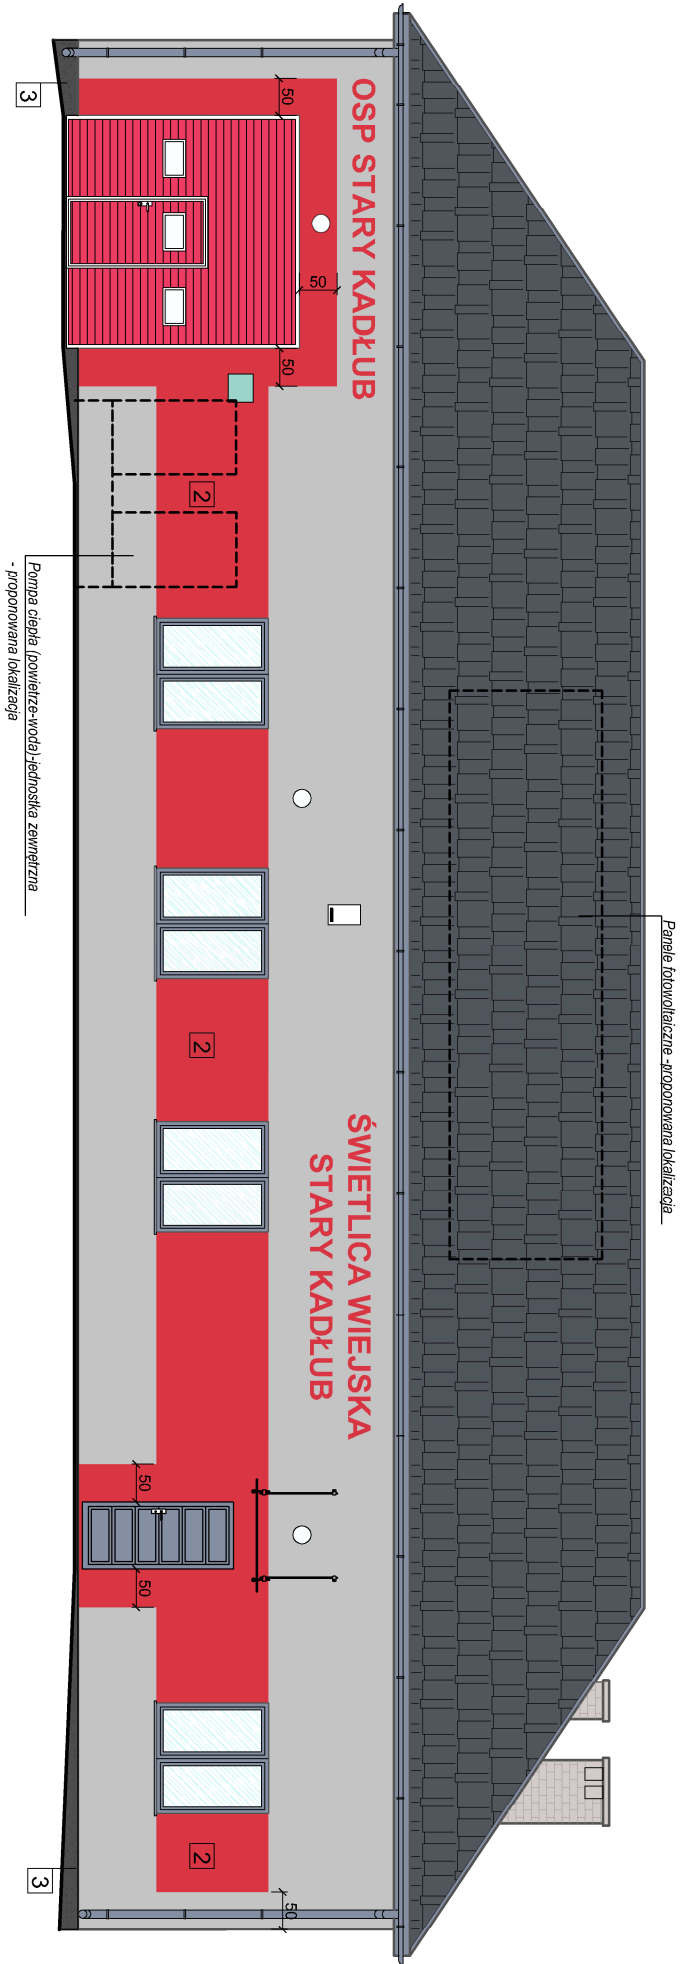 Panele fotowoltaiczne -proponowana lokalizacja
OSP STARY KADŁUB
ŚWIETLICA WIEJSKA
STARY KADŁUB
50
50
50
50
50
50
2
2
2
3
3
Pompa ciepła (powietrze-woda)-jednostka zewnętrzna
- proponowana lokalizacja